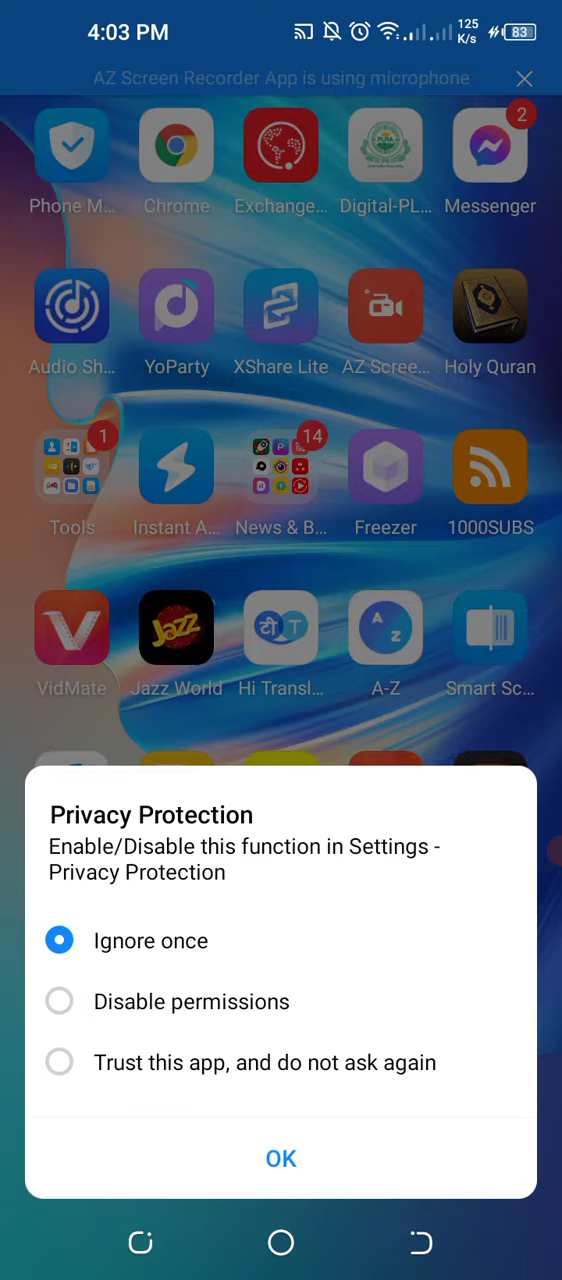 4:03 PM
125
K/s
83
AZ Screen Recorder App is using microphone
2
Phone M...
Chrome
Exchange...
Digital-PL...
Messenger
Audio Sh...
YoParty
XShare Lite
AZ Scree...
Holy Quran
1
14
Tools
Instant A...
News & B...
Freezer
1000SUBS
Jazz
टी
T
A
Z
VidMate
Jazz World
Hi Transl...
A-Z
Smart Sc...
Privacy Protection
Enable/Disable this function in Settings -
Privacy Protection
Ignore once
Disable permissions
Trust this app, and do not ask again
OK